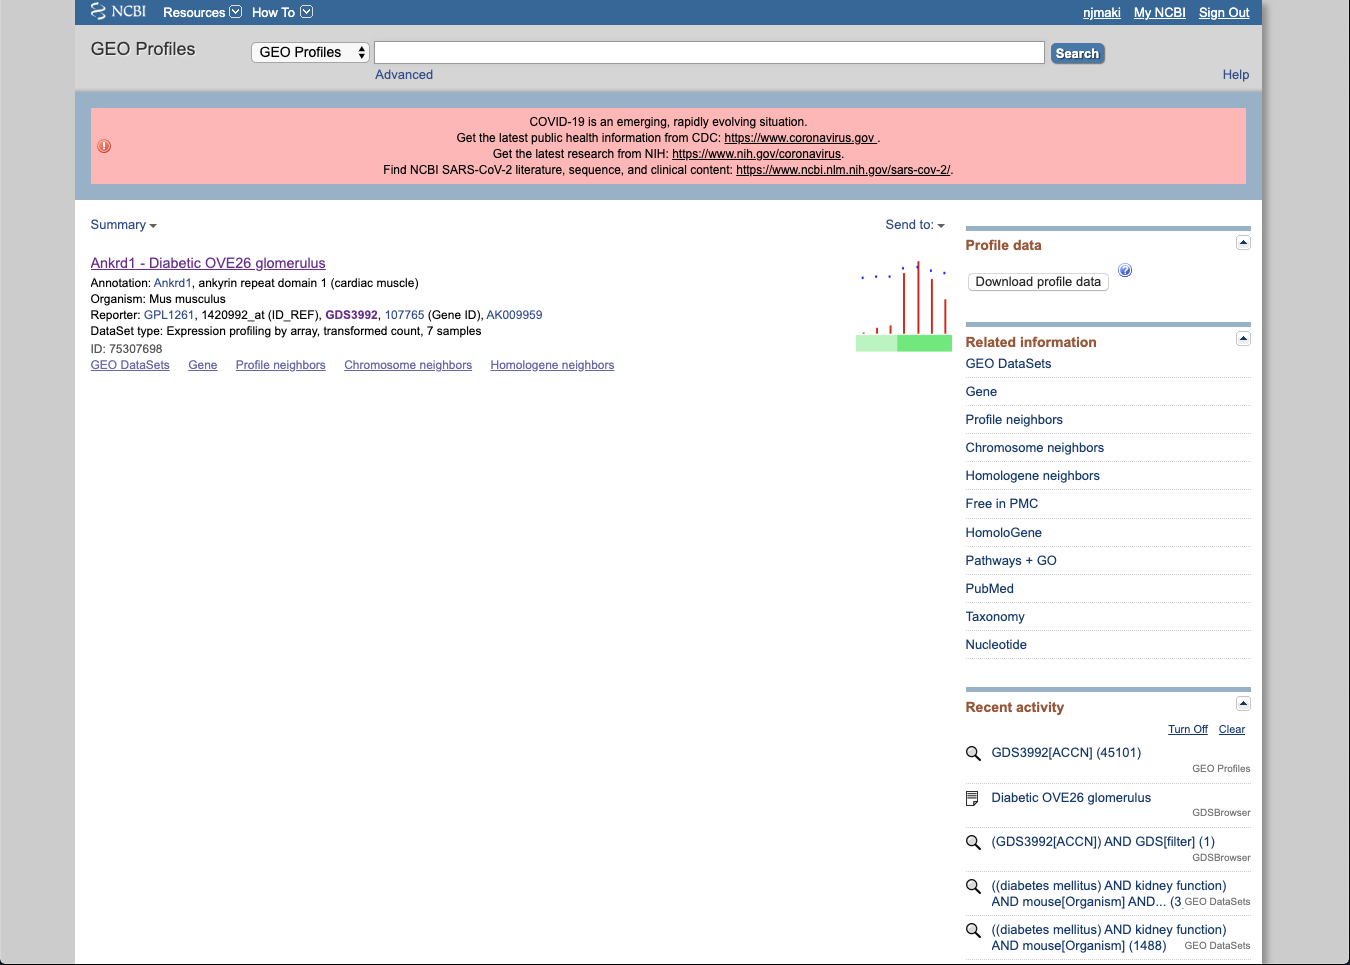 NCBI Resources How To njmaki My NCBI Sign Out
GEO Profiles GEO Profiles Search
Advanced Help
COVID-19 is an emerging, rapidly evolving situation.
Get the latest public health information from CDC: https://www.coronavirus.gov .
Get the latest research from NIH: https://www.nih.gov/coronavirus.
Find NCBI SARS-CoV-2 literature, sequence, and clinical content: https://www.ncbi.nlm.nih.gov/sars-cov-2/.
Summary Send to:
Ankrd1 - Diabetic OVE26 glomerulus
Annotation: Ankrd1, ankyrin repeat domain 1 (cardiac muscle)
Organism: Mus musculus
Reporter: GPL1261, 1420992_at (ID_REF), GDS3992, 107765 (Gene ID), AK009959
DataSet type: Expression profiling by array, transformed count, 7 samples
ID: 75307698
GEO DataSets Gene Profile neighbors Chromosome neighbors Homologene neighbors
Profile data
Download profile data ?
Related information
GEO DataSets
Gene
Profile neighbors
Chromosome neighbors
Homologene neighbors
Free in PMC
HomoloGene
Pathways + GO
PubMed
Taxonomy
Nucleotide
Recent activity
Turn Off Clear
GDS3992[ACCN] (45101)
GEO Profiles
Diabetic OVE26 glomerulus
GDSBrowser
(GDS3992[ACCN]) AND GDS[filter] (1)
GDSBrowser
((diabetes mellitus) AND kidney function)
AND mouse[Organism] AND... (3 GEO DataSets
((diabetes mellitus) AND kidney function)
AND mouse[Organism] (1488) GEO DataSets